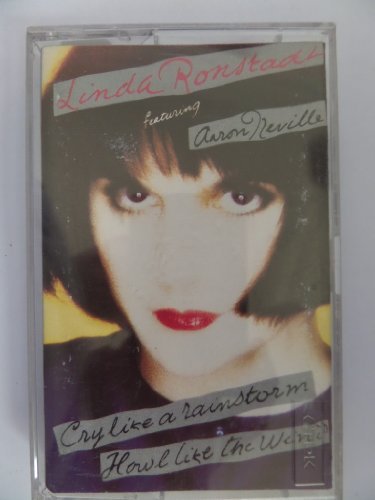 Linda Ronstadt
featuring
Aaron Neville
Cry like a rainstorm
Howl like the Wind